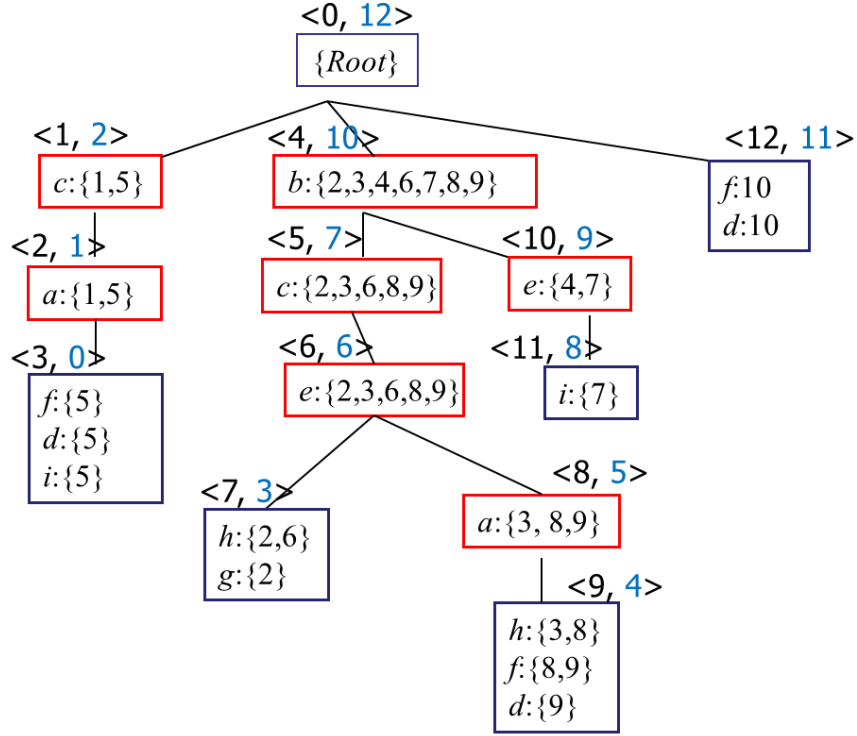 <0, 12>
{Root}
<1, 2>
<4, 10>
<12, 11>
c:{1,5}
b:{2,3,4,6,7,8,9}
f:10
d:10
<2, 1>
<5, 7>
<10, 9>
a:{1,5}
c:{2,3,6,8,9}
e:{4,7}
<3, 0>
<6, 6>
<11, 8>
f:{5}
d:{5}
i:{5}
e:{2,3,6,8,9}
i:{7}
<7, 3>
<8, 5>
h:{2,6}
g:{2}
a:{3, 8,9}
<9, 4>
h:{3,8}
f:{8,9}
d:{9}